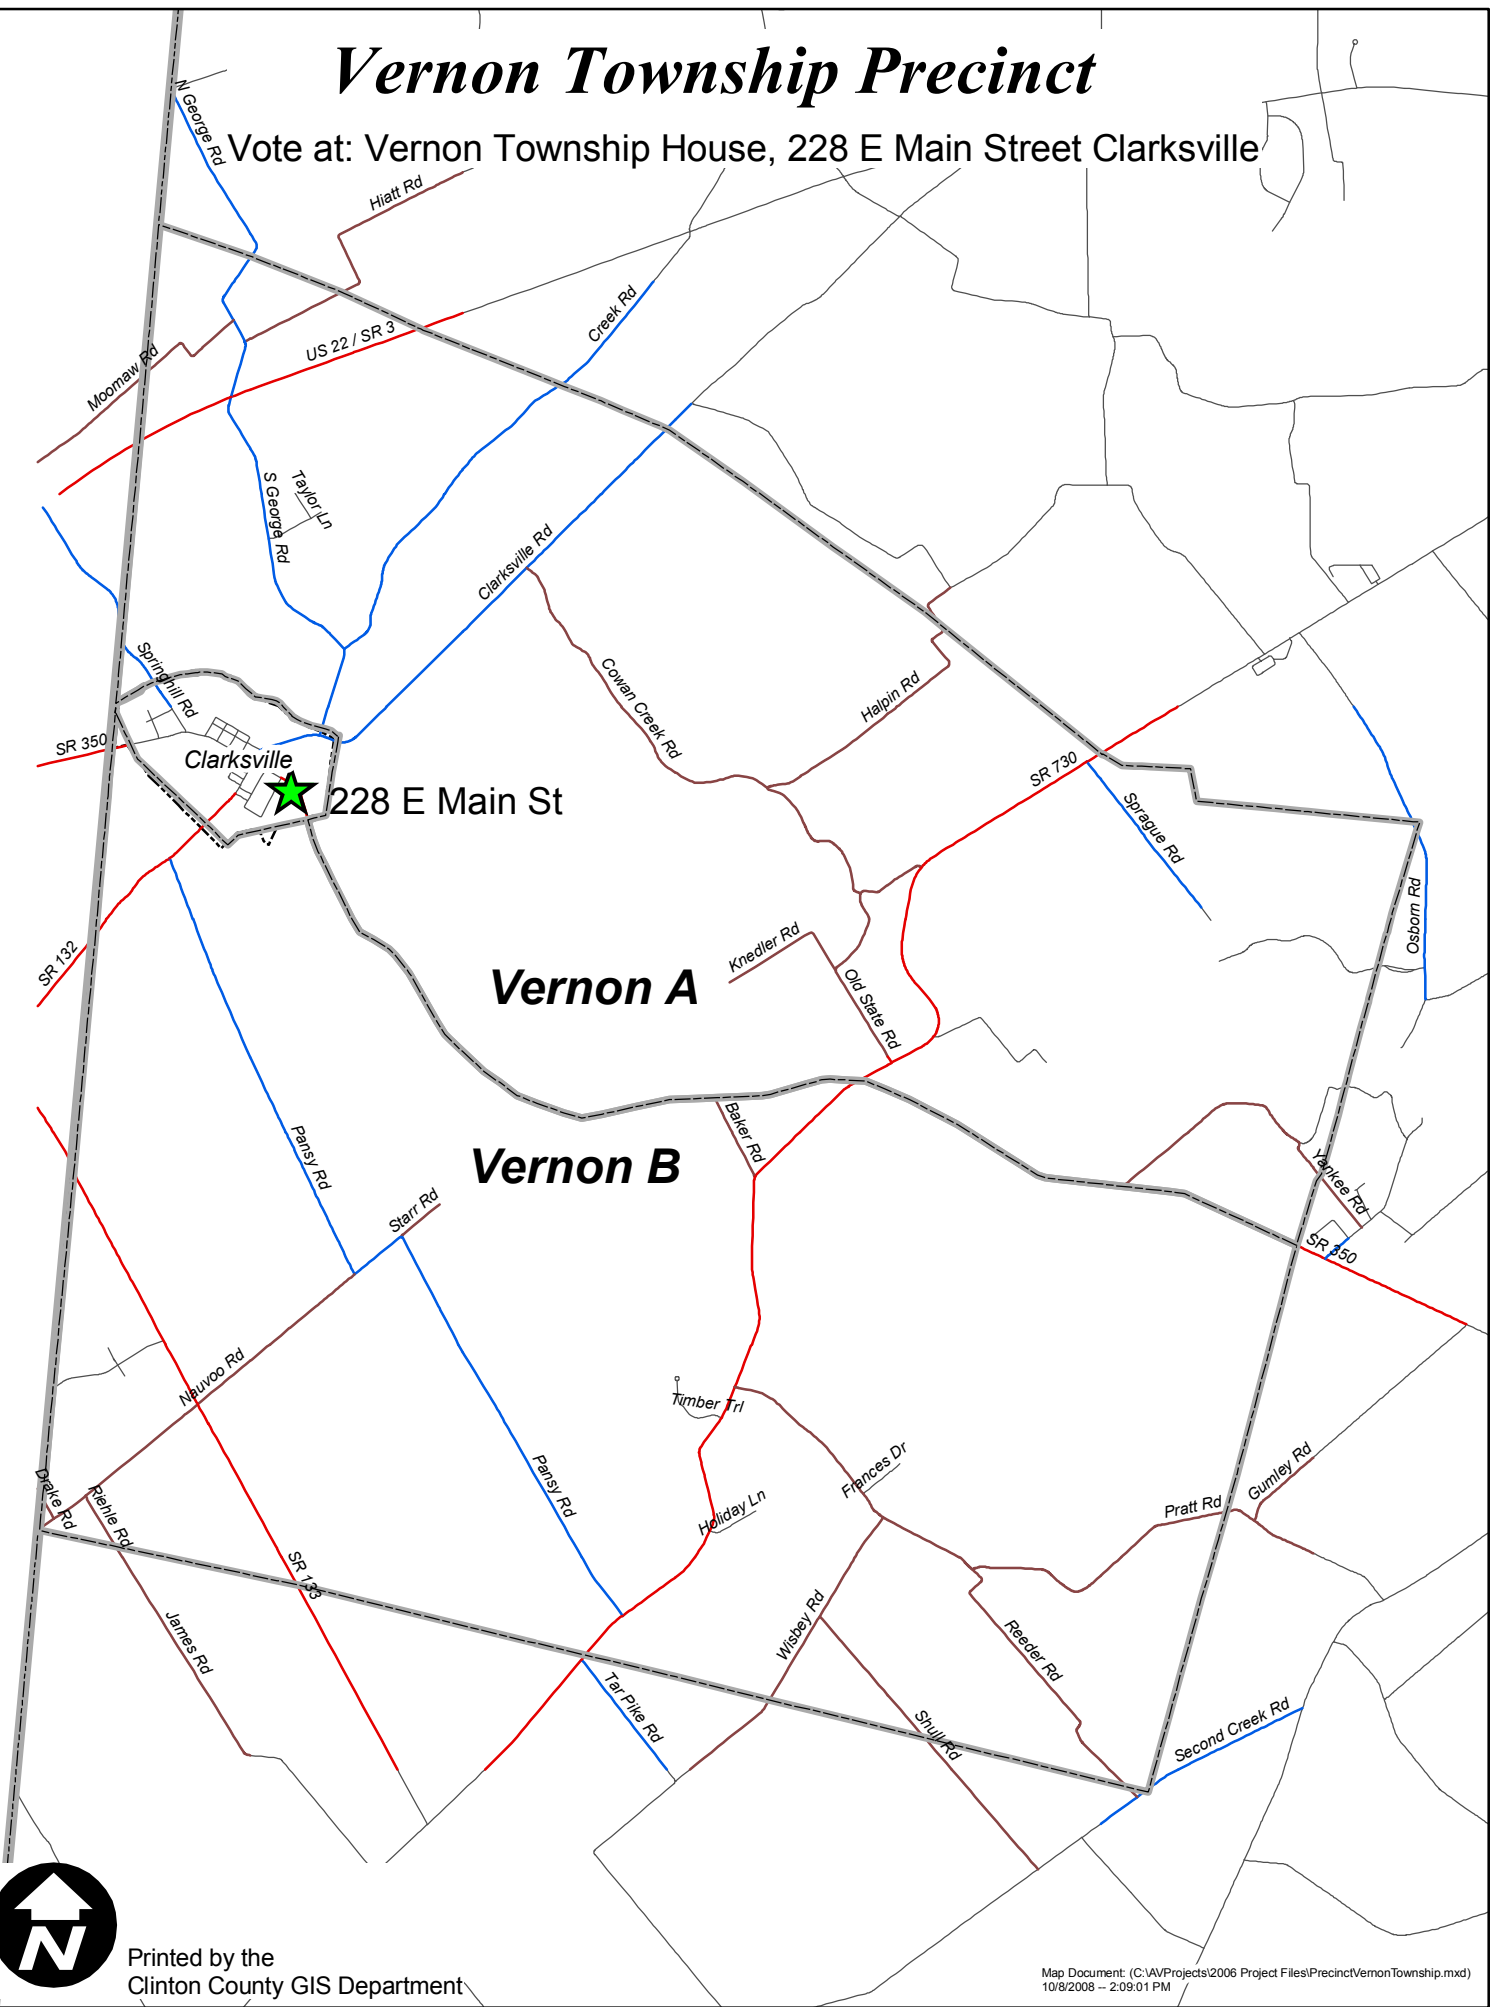 Vernon Township Precinct
Vote at: Vernon Township House, 228 E Main Street Clarksville
N George Rd
Hiatt Rd
Creek Rd
US 22 / SR 3
Moomaw Rd
Taylor Ln
S George Rd
Clarksville Rd
Springhill Rd
Cowan Creek Rd
Halpin Rd
SR 350
Clarksville
228 E Main St
SR 730
Sprague Rd
Osborn Rd
SR 132
Knedler Rd
Vernon A
Old State Rd
Baker Rd
Vernon B
Pansy Rd
Starr Rd
Yankee Rd
SR 350
Nauvoo Rd
Timber Trl
Frances Dr
Gumley Rd
Pratt Rd
Pansy Rd
Holiday Ln
Drake Rd
Riehle Rd
SR 133
James Rd
Wisbey Rd
Reeder Rd
Tar Pike Rd
Shull Rd
Second Creek Rd
N
Printed by the
Clinton County GIS Department
Map Document: (C:\AVProjects\2006 Project Files\PrecinctVernonTownship.mxd)
10/8/2008 -- 2:09:01 PM